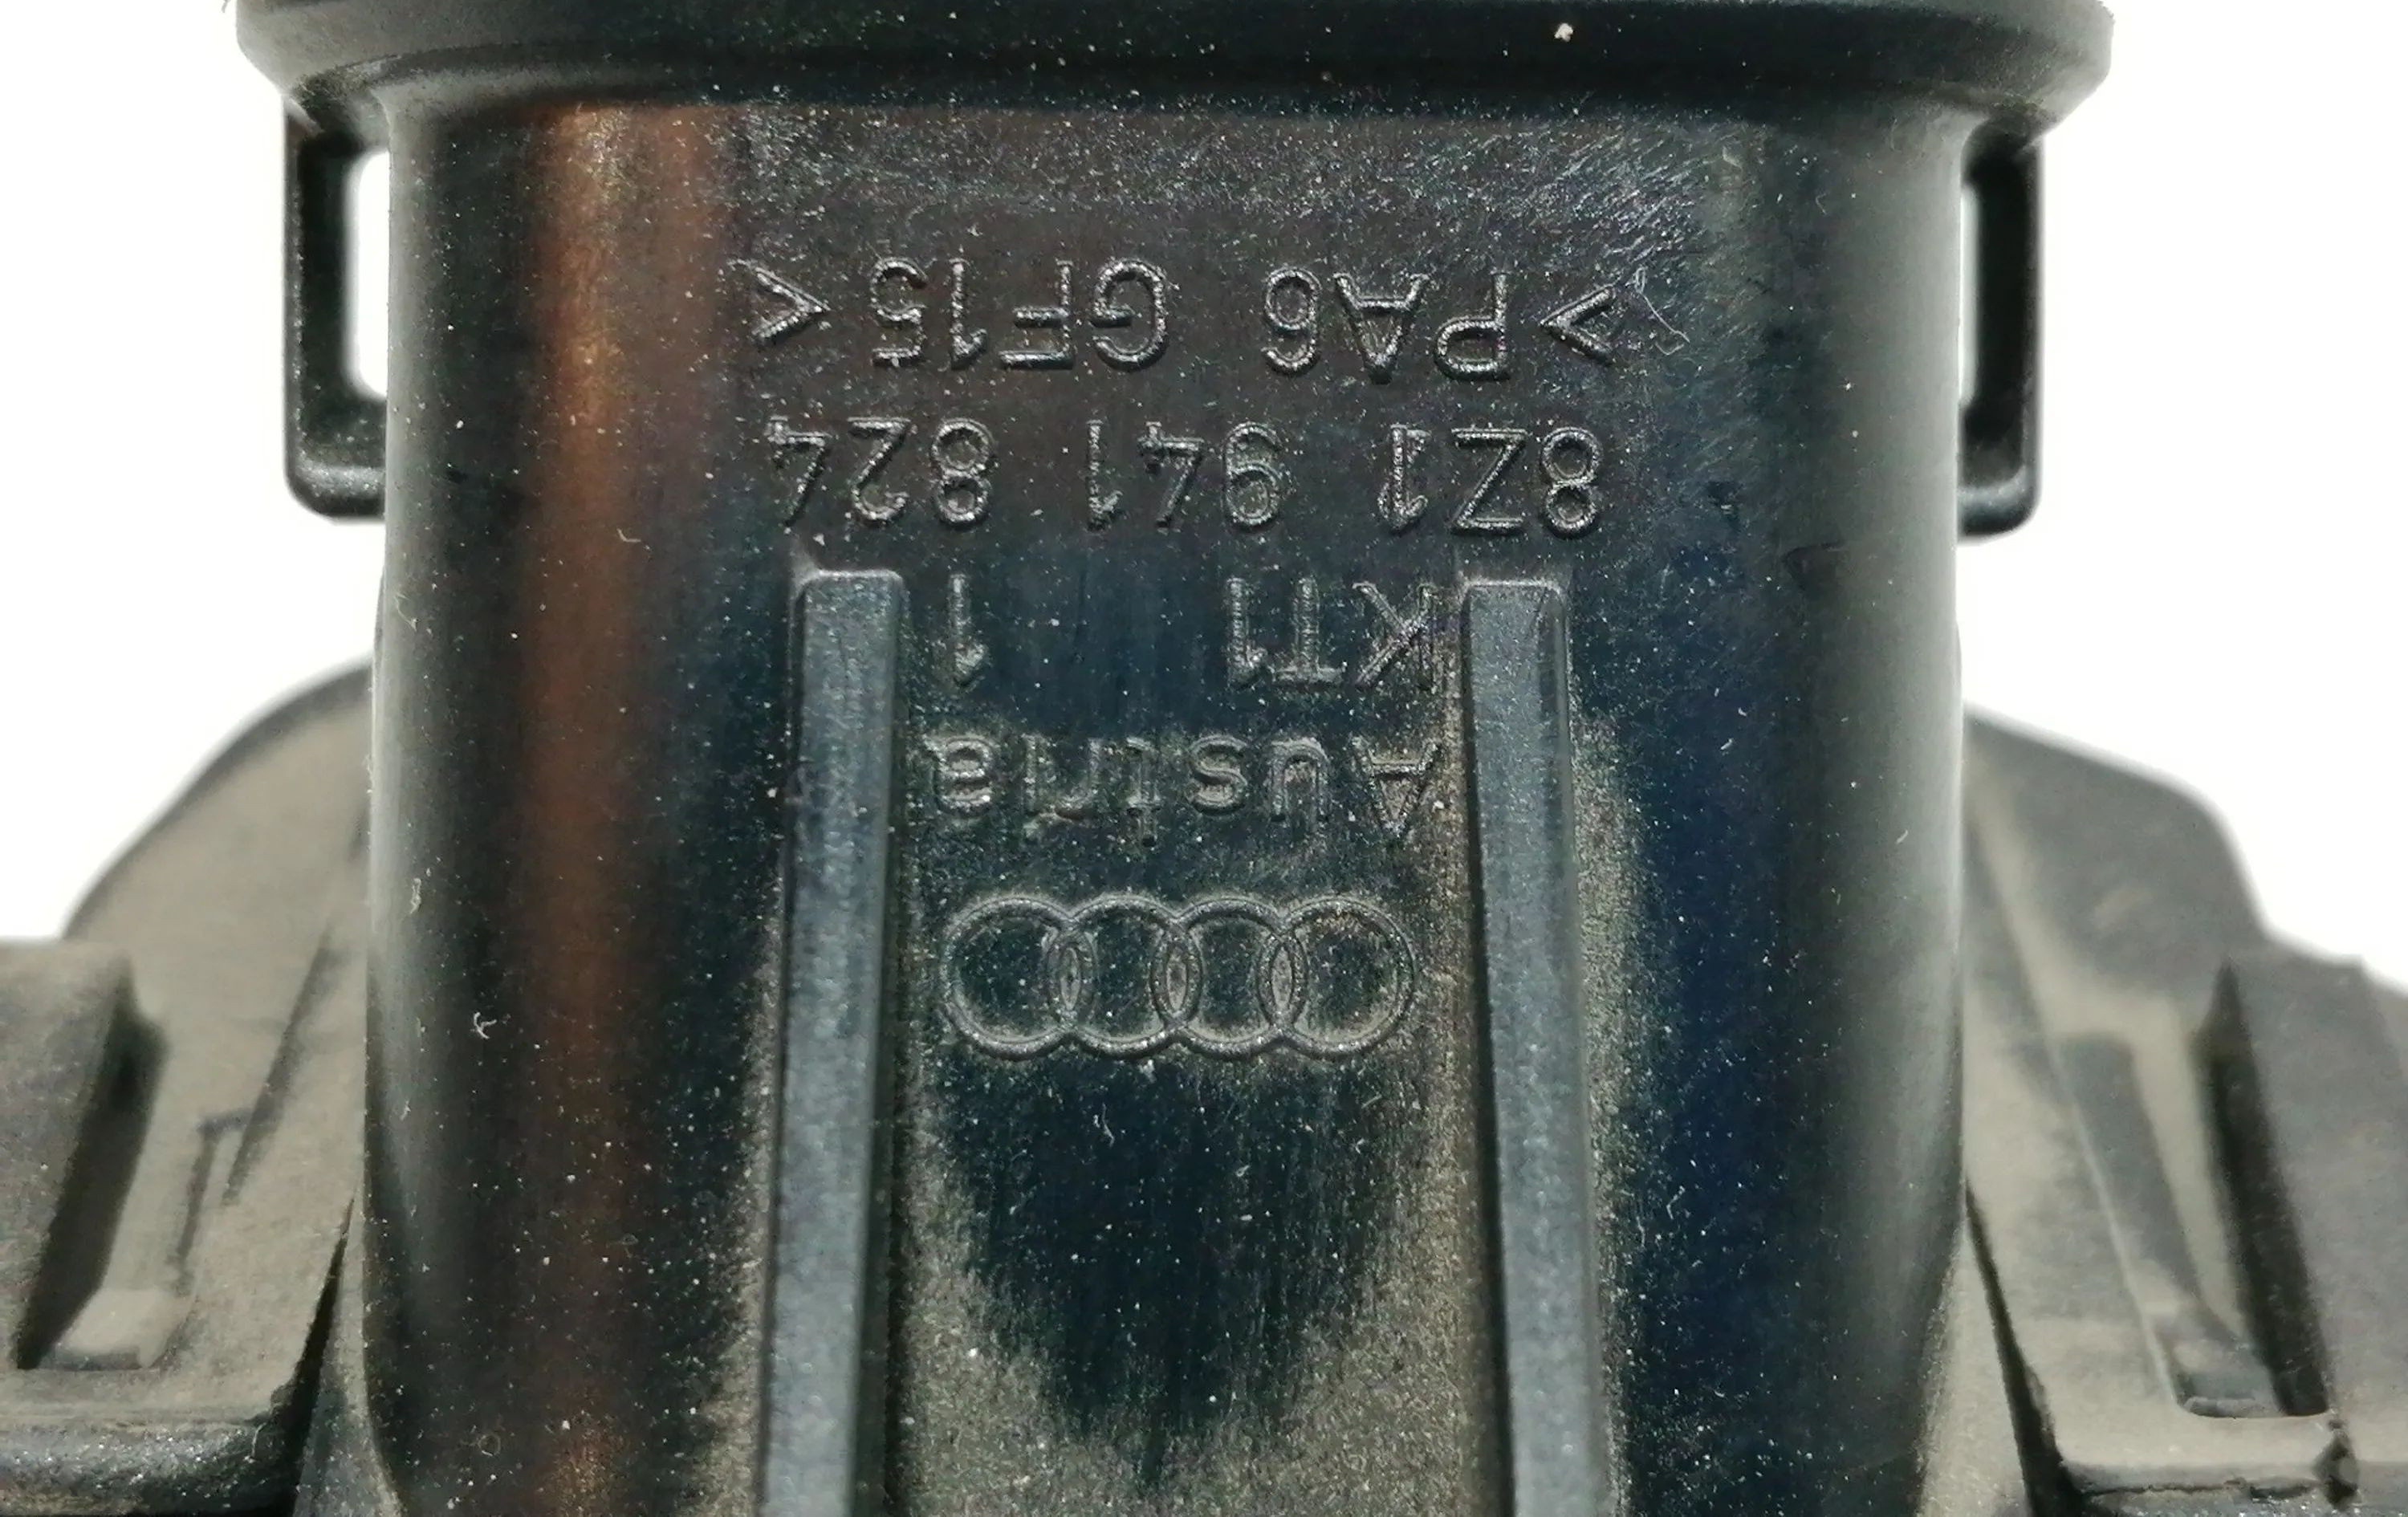 Austria
KT1 1
8Z1 941 824
>PA6 GF15<